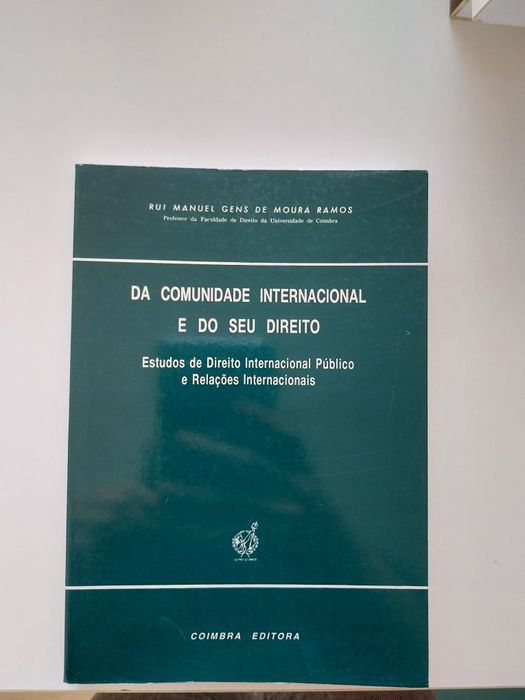 RUI MANUEL GENS DE MOURA RAMOS
Professor da Faculdade de Direito da Universidade de Coimbra
DA COMUNIDADE INTERNACIONAL
E DO SEU DIREITO
Estudos de Direito Internacional Público
e Relações Internacionais
COIMBRA EDITORA